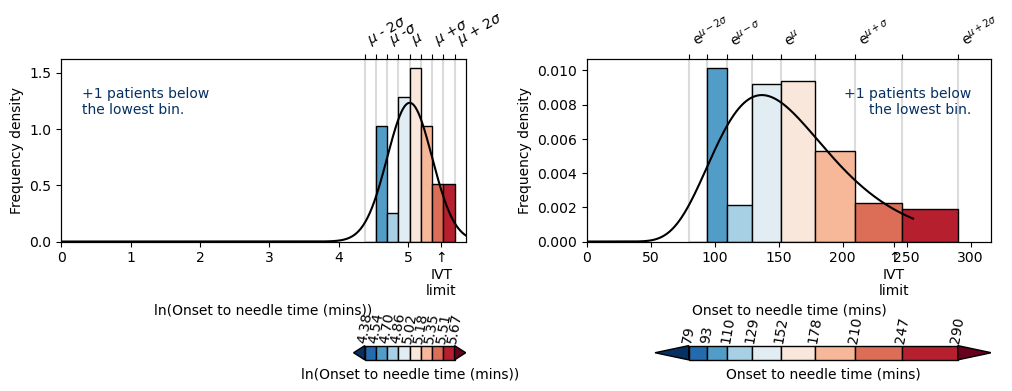 μ - 2σ μ -σ μ μ +σ μ + 2σ
1.5
1.0
0.5
0.0
Frequency density
+1 patients below
the lowest bin.
0 1 2 3 4 5
↑
IVT
limit
ln(Onset to needle time (mins))
4.38 4.54 4.70 4.86 5.02 5.18 5.35 5.51 5.67
ln(Onset to needle time (mins))
e^{μ-2σ} e^{μ-σ} e^{μ} e^{μ+σ} e^{μ+2σ}
0.010
0.008
0.006
0.004
0.002
0.000
Frequency density
+1 patients below
the lowest bin.
0 50 100 150 200 250 300
↑
IVT
limit
Onset to needle time (mins)
79 93 110 129 152 178 210 247 290
Onset to needle time (mins)